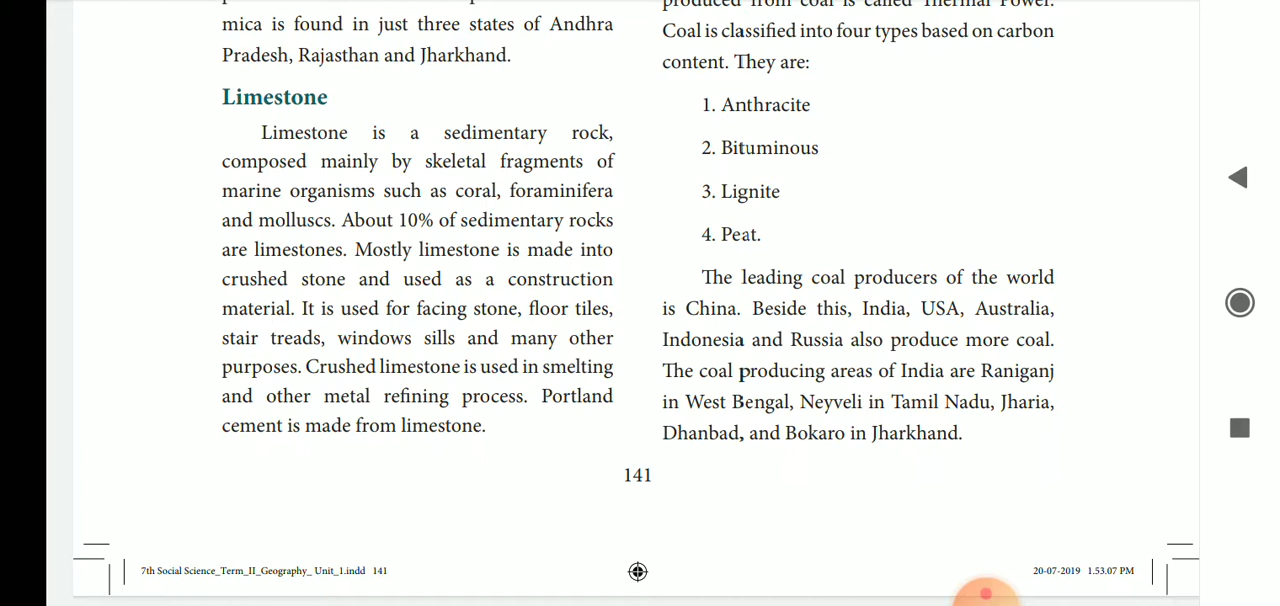 mica is found in just three states of Andhra
Pradesh, Rajasthan and Jharkhand.
Limestone
Limestone is a sedimentary rock,
composed mainly by skeletal fragments of
marine organisms such as coral, foraminifera
and molluscs. About 10% of sedimentary rocks
are limestones. Mostly limestone is made into
crushed stone and used as a construction
material. It is used for facing stone, floor tiles,
stair treads, windows sills and many other
purposes. Crushed limestone is used in smelting
and other metal refining process. Portland
cement is made from limestone.
produced from coal is called Thermal Power.
Coal is classified into four types based on carbon
content. They are:
1. Anthracite
2. Bituminous
3. Lignite
4. Peat.
The leading coal producers of the world
is China. Beside this, India, USA, Australia,
Indonesia and Russia also produce more coal.
The coal producing areas of India are Raniganj
in West Bengal, Neyveli in Tamil Nadu, Jharia,
Dhanbad, and Bokaro in Jharkhand.
141
7th Social Science_Term_II_Geography_ Unit_1.indd 141
20-07-2019 1.53.07 PM